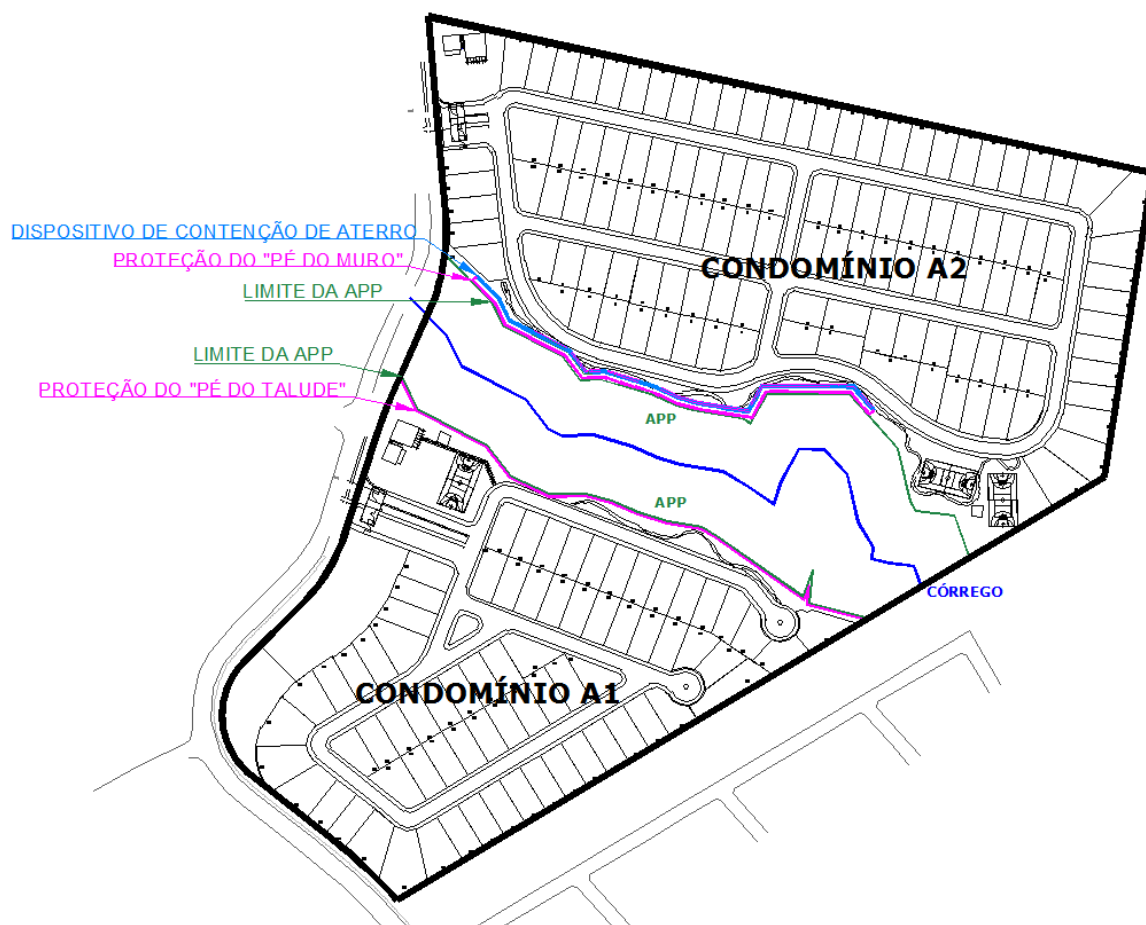 CONDOMÍNIO A2
DISPOSITIVO DE CONTENÇÃO DE ATERRO
PROTEÇÃO DO "PÉ DO MURO"
LIMITE DA APP
LIMITE DA APP
PROTEÇÃO DO "PÉ DO TALUDE"
APP
APP
CÓRREGO
CONDOMÍNIO A1